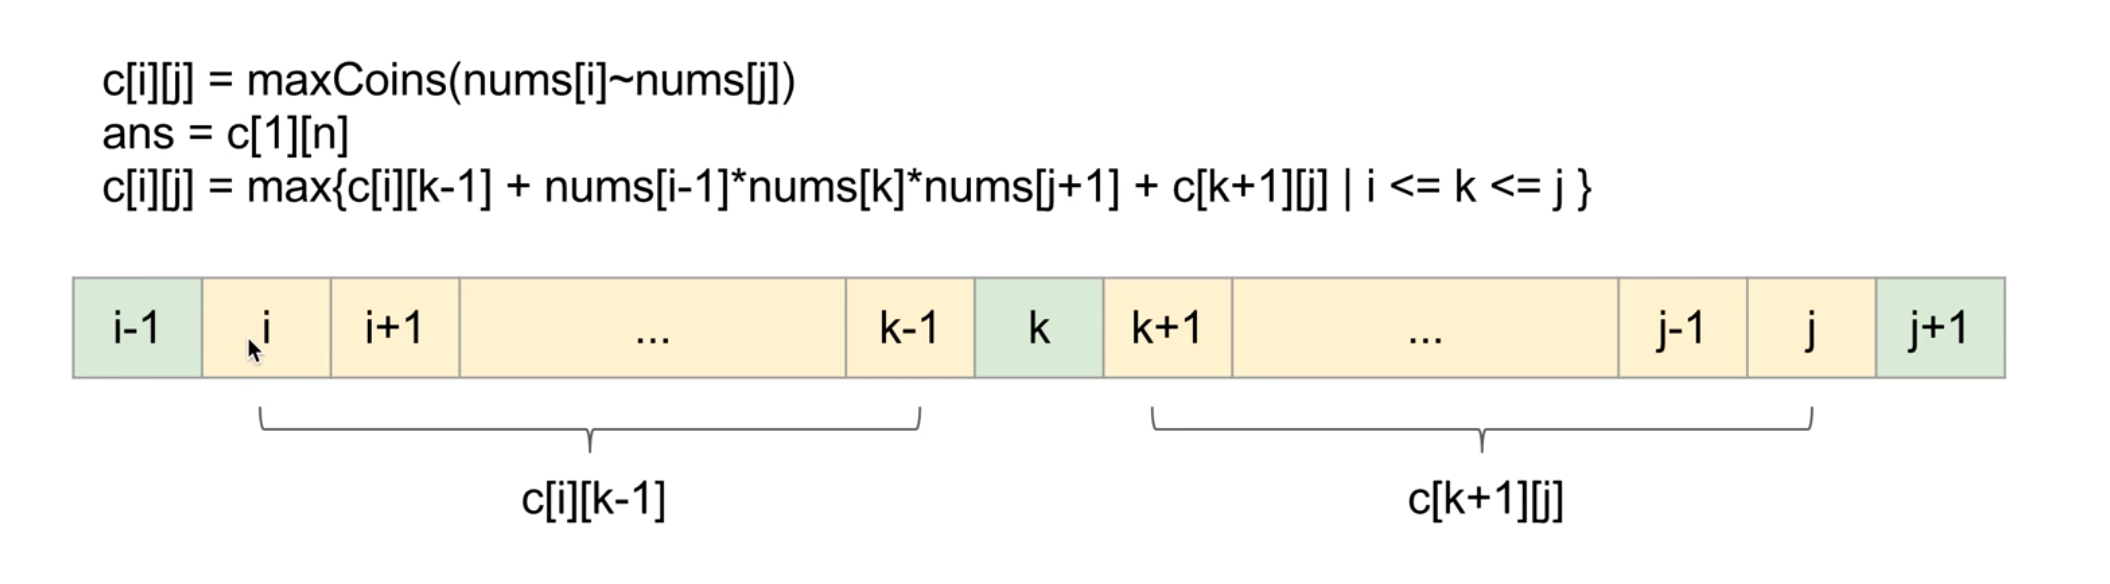 c[i][j] = maxCoins(nums[i]~nums[j])
ans = c[1][n]
c[i][j] = max{c[i][k-1] + nums[i-1]*nums[k]*nums[j+1] + c[k+1][j] | i <= k <= j }
i-1 i i+1 ... k-1 k k+1 ... j-1 j j+1
c[i][k-1] c[k+1][j]